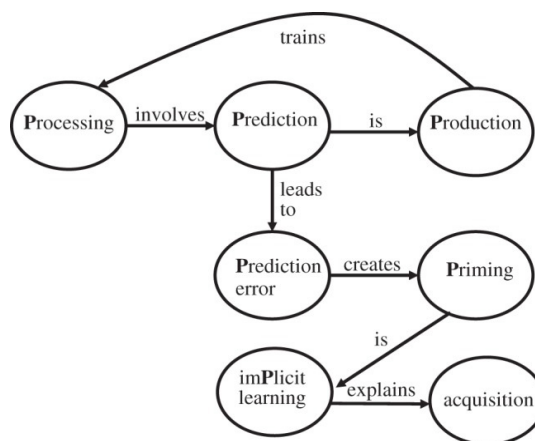 trains
Processing
involves
Prediction
is
Production
leads
to
Prediction
error
creates
Priming
is
imPlicit
learning
explains
acquisition